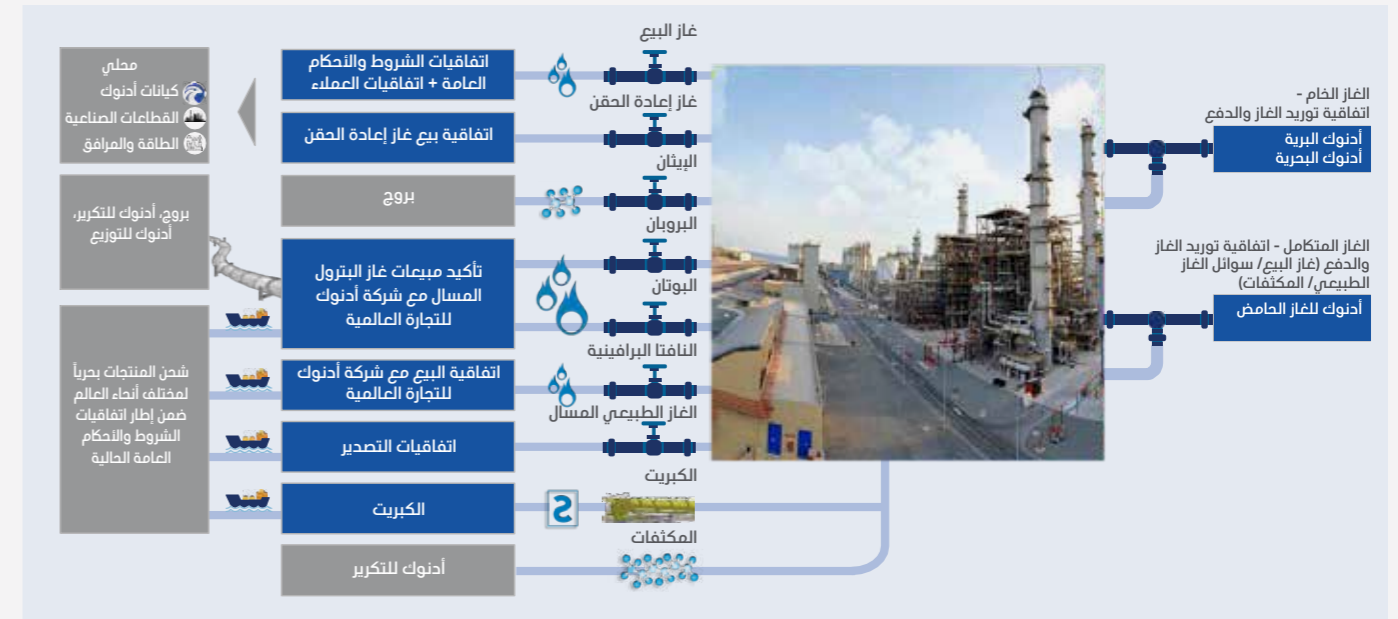 الغاز الخام -
اتفاقية توريد الغاز والدفع
أدنوك البرية
أدنوك البحرية
الغاز المتكامل - اتفاقية توريد الغاز
والدفع (غاز البيع/ سوائل الغاز
الطبيعي/ المكثفات)
أدنوك للغاز الحامض
غاز البيع
غاز إعادة الحقن
الإيثان
البروبان
البوتان
النافتا البرافينية
الغاز الطبيعي المسال
الكبريت
المكثفات
اتفاقيات الشروط والأحكام
العامة + اتفاقيات العملاء
اتفاقية بيع غاز إعادة الحقن
بروج
تأكيد مبيعات غاز البترول
المسال مع شركة أدنوك
للتجارة العالمية
اتفاقية البيع مع شركة أدنوك
للتجارة العالمية
اتفاقيات التصدير
S
الكبريت
أدنوك للتكرير
محلي
كيانات أدنوك
القطاعات الصناعية
الطاقة والمرافق
بروج، أدنوك للتكرير،
أدنوك للتوزيع
شحن المنتجات بحرياً
لمختلف أنحاء العالم
ضمن إطار اتفاقيات
الشروط والأحكام
العامة الحالية